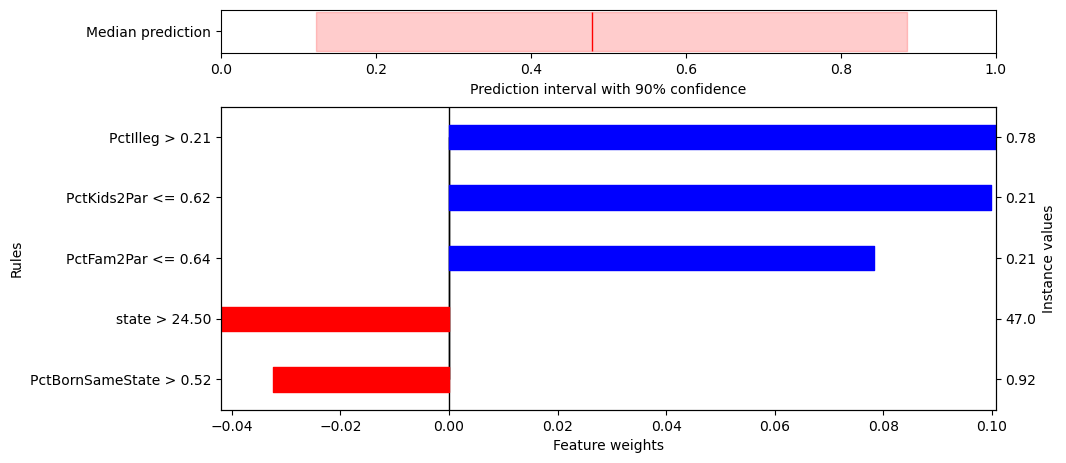 Median prediction
0.0 0.2 0.4 0.6 0.8 1.0
Prediction interval with 90% confidence
PctIlleg > 0.21 0.78
PctKids2Par <= 0.62 0.21
PctFam2Par <= 0.64 0.21
state > 24.50 47.0
PctBornSameState > 0.52 0.92
Rules
Instance values
−0.04 −0.02 0.00 0.02 0.04 0.06 0.08 0.10
Feature weights